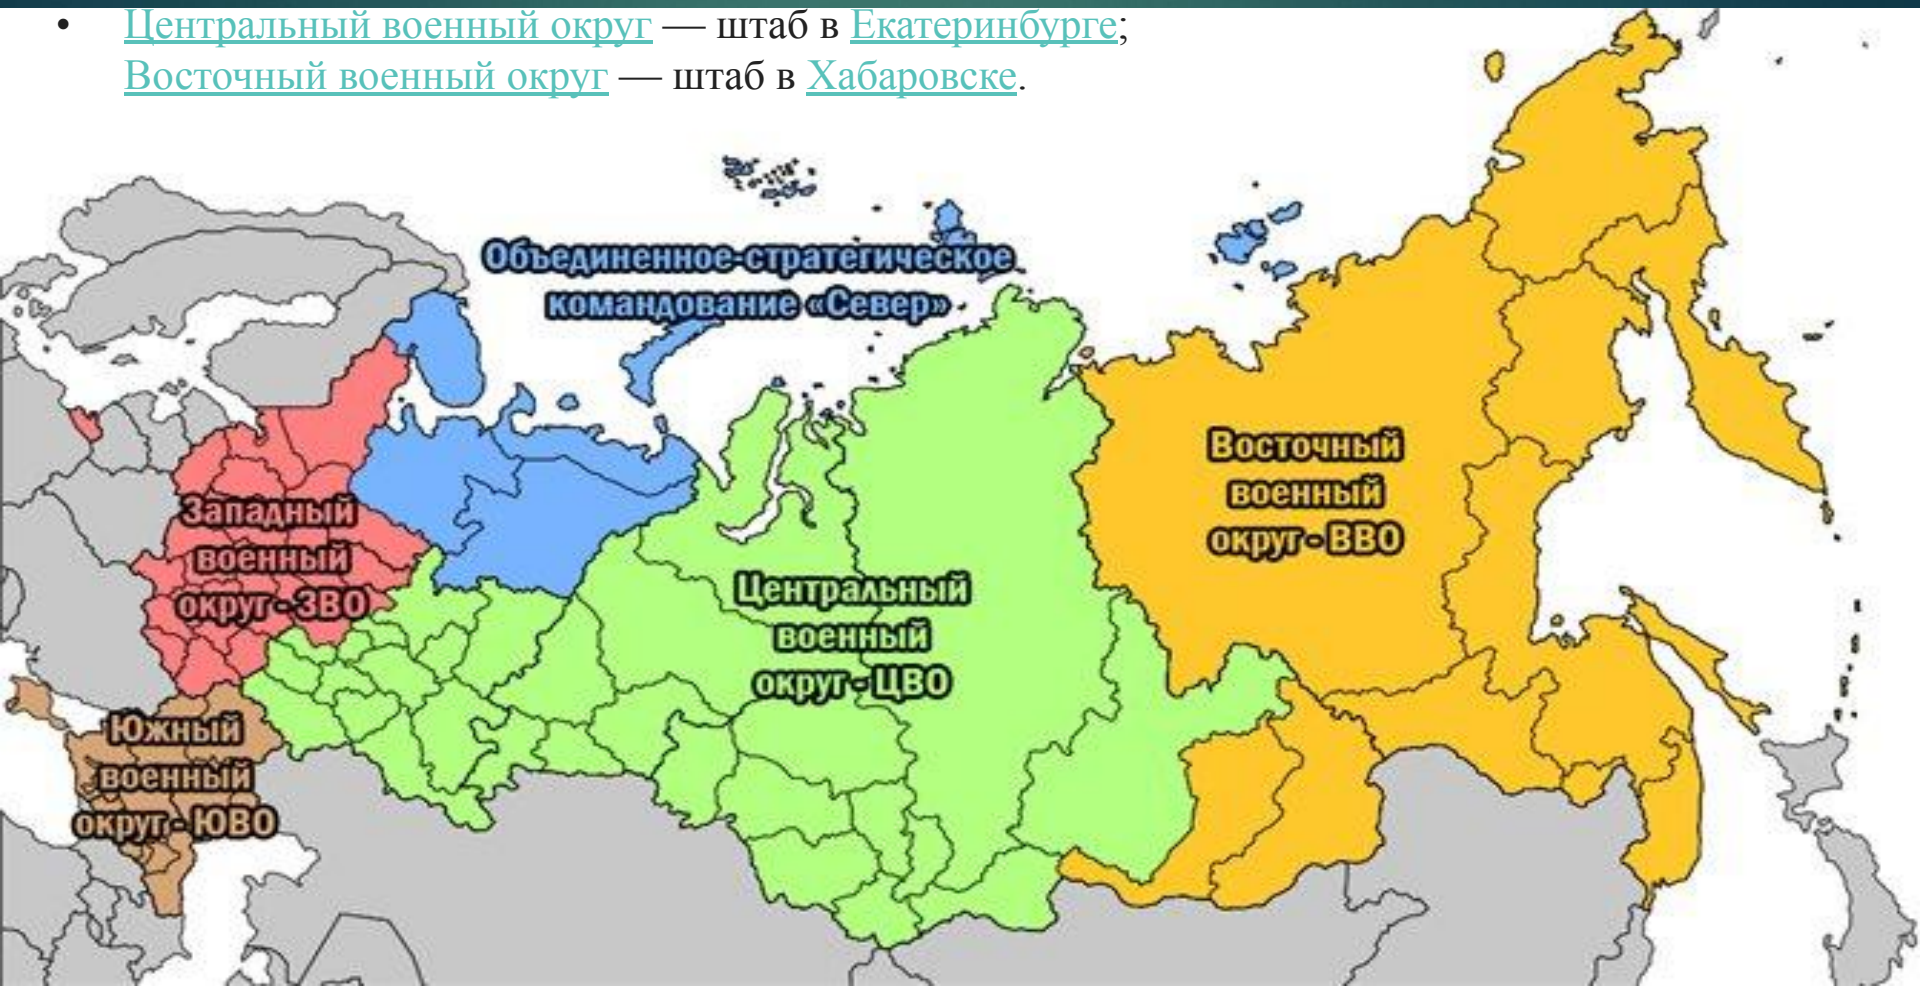 • Центральный военный округ — штаб в Екатеринбурге;
Восточный военный округ — штаб в Хабаровске.
Объединенное-стратегическое
командование «Север»
Западный
военный
округ - ЗВО
Южный
военный
округ - ЮВО
Центральный
военный
округ - ЦВО
Восточный
военный
округ - ВВО